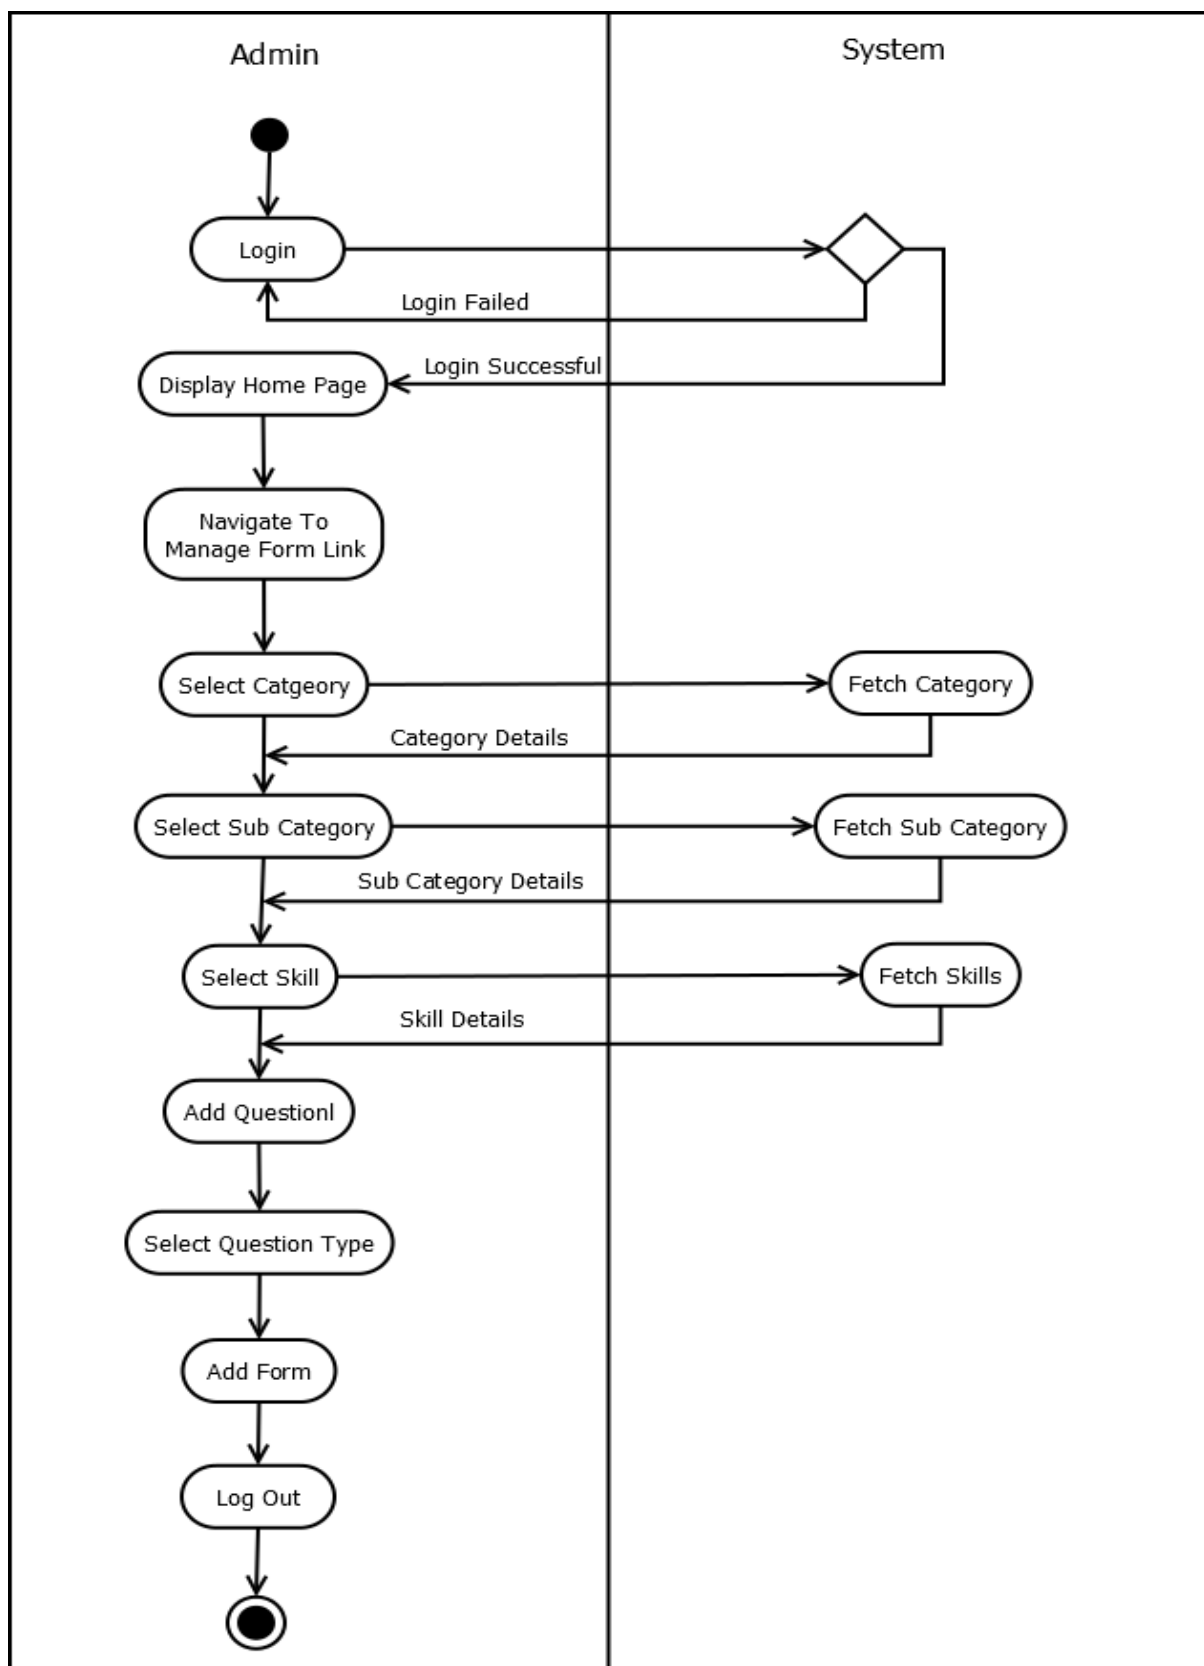 Admin
System
Login
Login Failed
Login Successful
Display Home Page
Navigate To
Manage Form Link
Select Catgeory
Fetch Category
Category Details
Select Sub Category
Fetch Sub Category
Sub Category Details
Select Skill
Fetch Skills
Skill Details
Add Questionl
Select Question Type
Add Form
Log Out